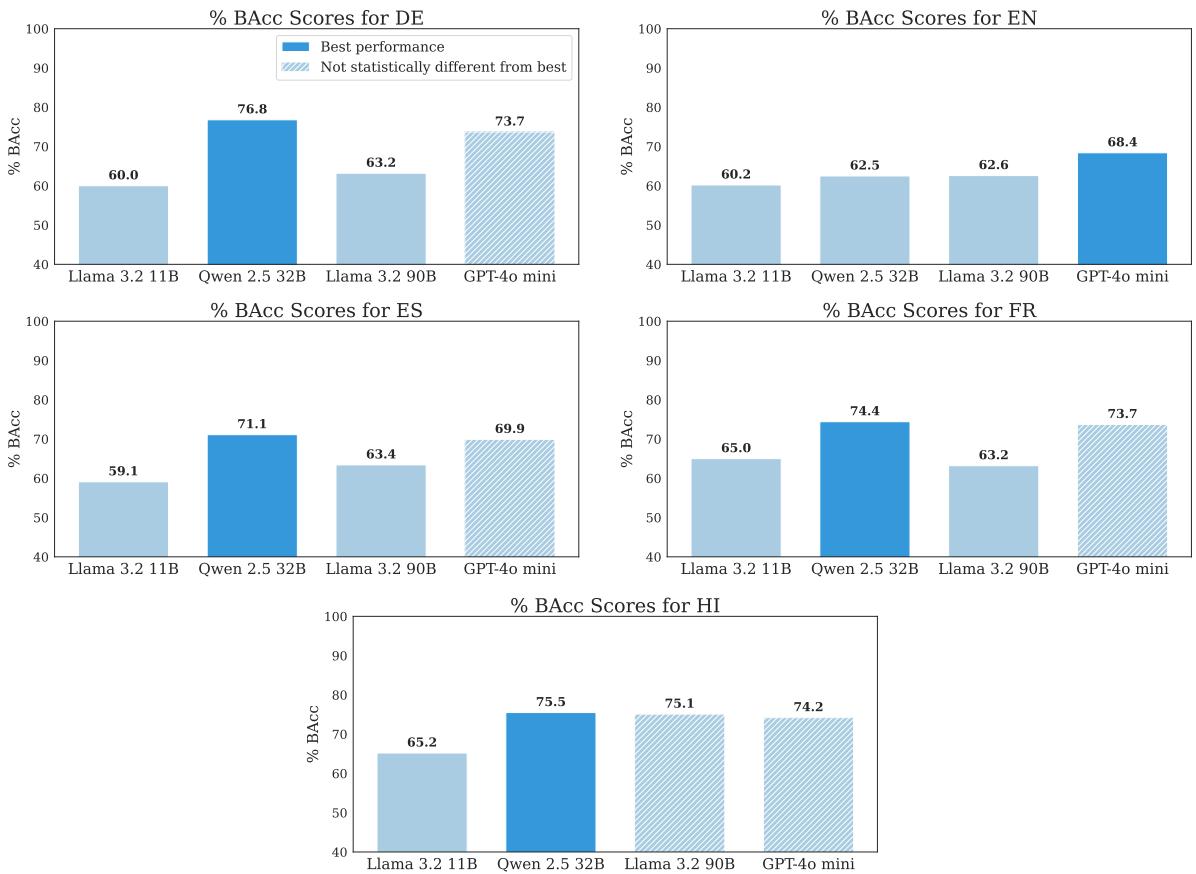 % BAcc Scores for DE
100
90
80
70
60
50
40
% BAcc
Best performance
Not statistically different from best
60.0
76.8
63.2
73.7
Llama 3.2 11B
Qwen 2.5 32B
Llama 3.2 90B
GPT-4o mini
% BAcc Scores for EN
100
90
80
70
60
50
40
% BAcc
60.2
62.5
62.6
68.4
Llama 3.2 11B
Qwen 2.5 32B
Llama 3.2 90B
GPT-4o mini
% BAcc Scores for ES
100
90
80
70
60
50
40
% BAcc
59.1
71.1
63.4
69.9
Llama 3.2 11B
Qwen 2.5 32B
Llama 3.2 90B
GPT-4o mini
% BAcc Scores for FR
100
90
80
70
60
50
40
% BAcc
65.0
74.4
63.2
73.7
Llama 3.2 11B
Qwen 2.5 32B
Llama 3.2 90B
GPT-4o mini
% BAcc Scores for HI
100
90
80
70
60
50
40
% BAcc
65.2
75.5
75.1
74.2
Llama 3.2 11B
Qwen 2.5 32B
Llama 3.2 90B
GPT-4o mini